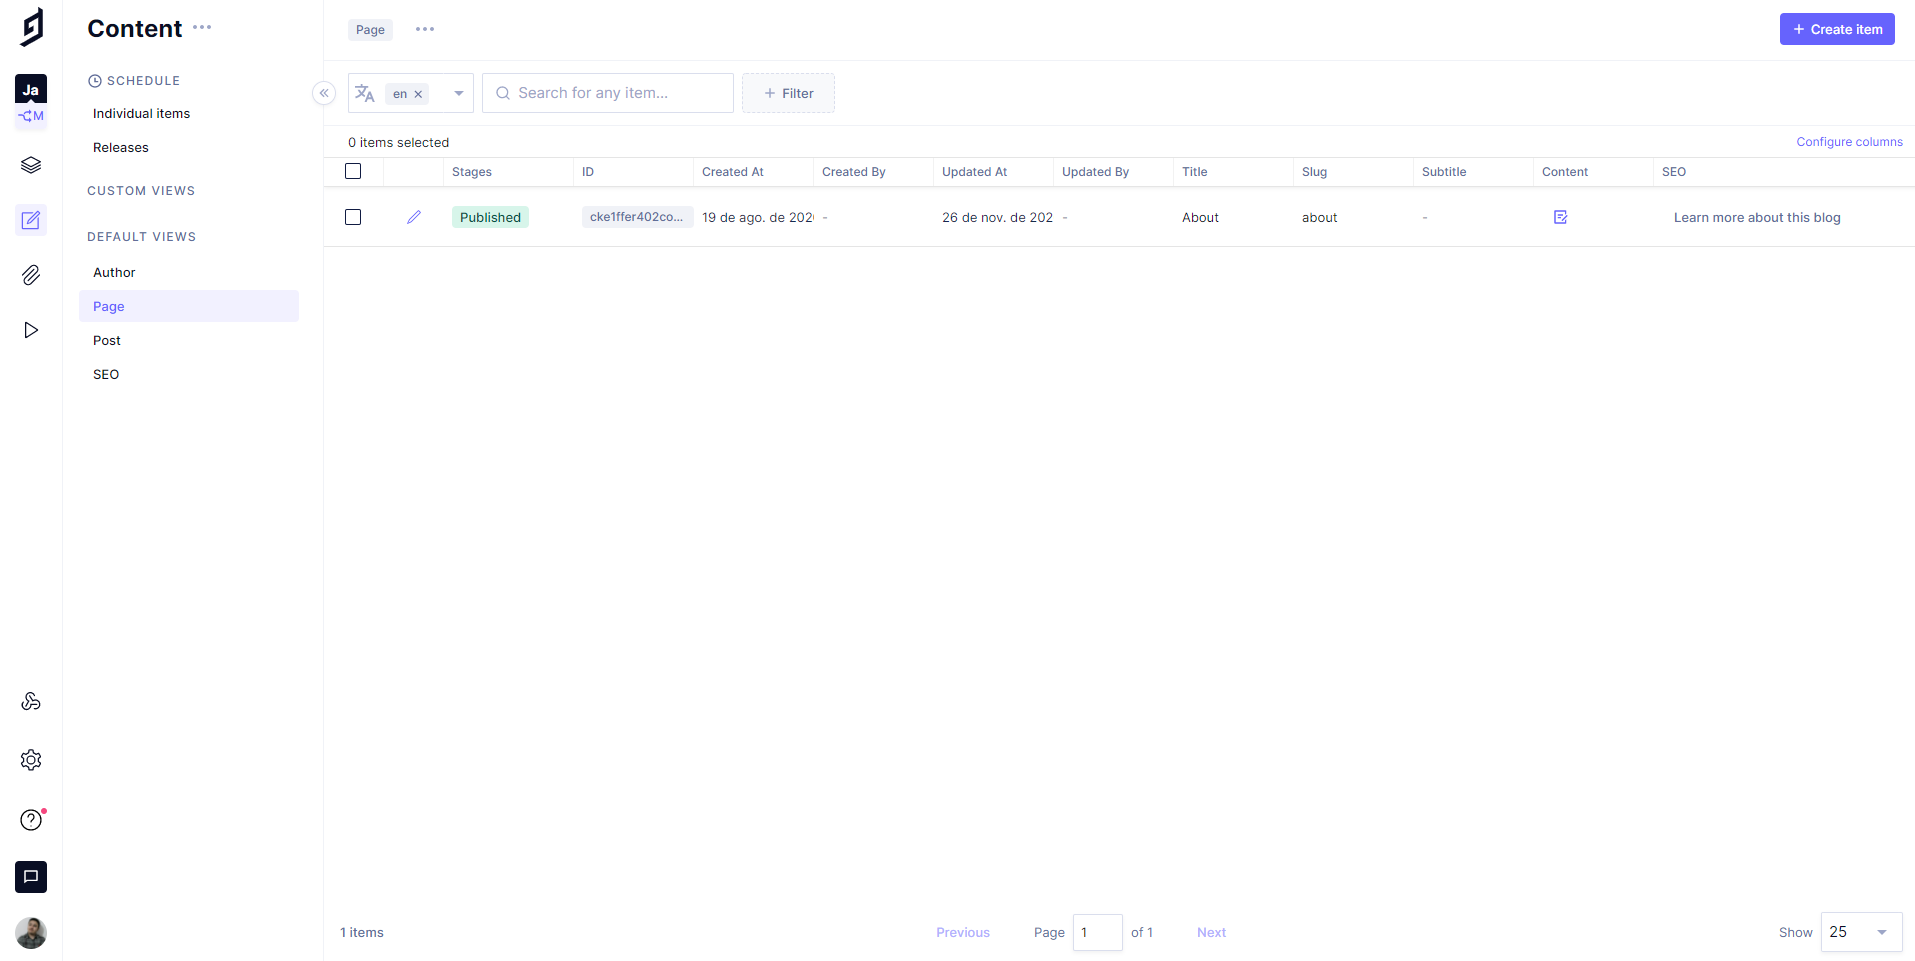 Content
Page
Create item
Ja
M
SCHEDULE
Individual items
Releases
CUSTOM VIEWS
DEFAULT VIEWS
Author
Page
Post
SEO
en
Search for any item...
Filter
0 items selected
Configure columns
Stages ID Created At Created By Updated At Updated By Title Slug Subtitle Content SEO
Published cke1ffer402co... 19 de ago. de 202 - 26 de nov. de 202 - About about - Learn more about this blog
1 items
Previous
Page 1 of 1
Next
Show 25